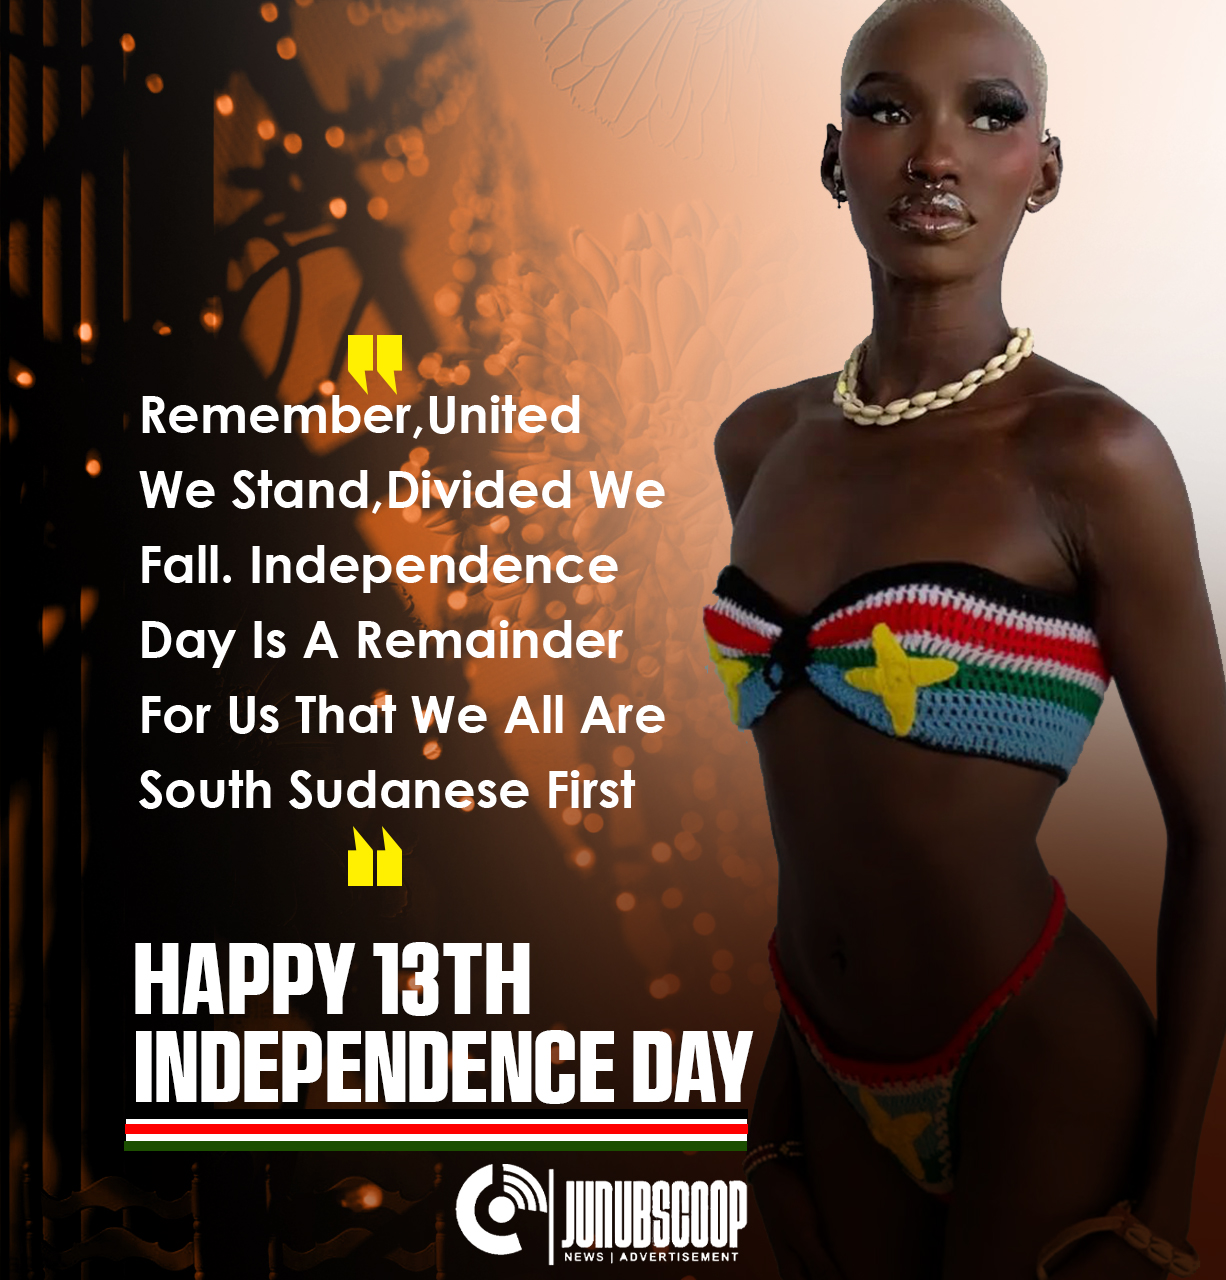 Remember,United
We Stand,Divided We
Fall. Independence
Day Is A Remainder
For Us That We All Are
South Sudanese First
HAPPY 13TH
INDEPENDENCE DAY
JUNUBSCOOP
NEWS | ADVERTISEMENT